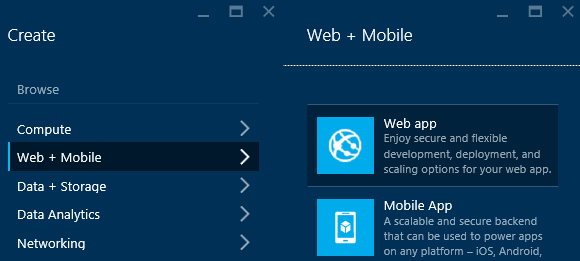 Create
Browse
Compute
Web + Mobile
Data + Storage
Data Analytics
Networking
Web + Mobile
Web app
Enjoy secure and flexible
development, deployment, and
scaling options for your web app.
Mobile App
A scalable and secure backend
that can be used to power apps
on any platform – iOS, Android,